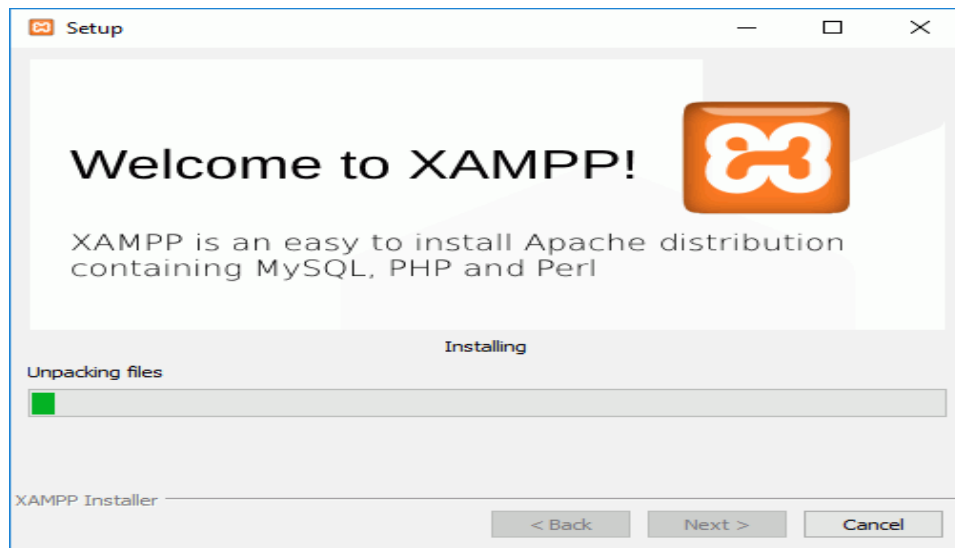 Setup
Welcome to XAMPP!
XAMPP is an easy to install Apache distribution
containing MySQL, PHP and Perl
Installing
Unpacking files
XAMPP Installer
< Back
Next >
Cancel